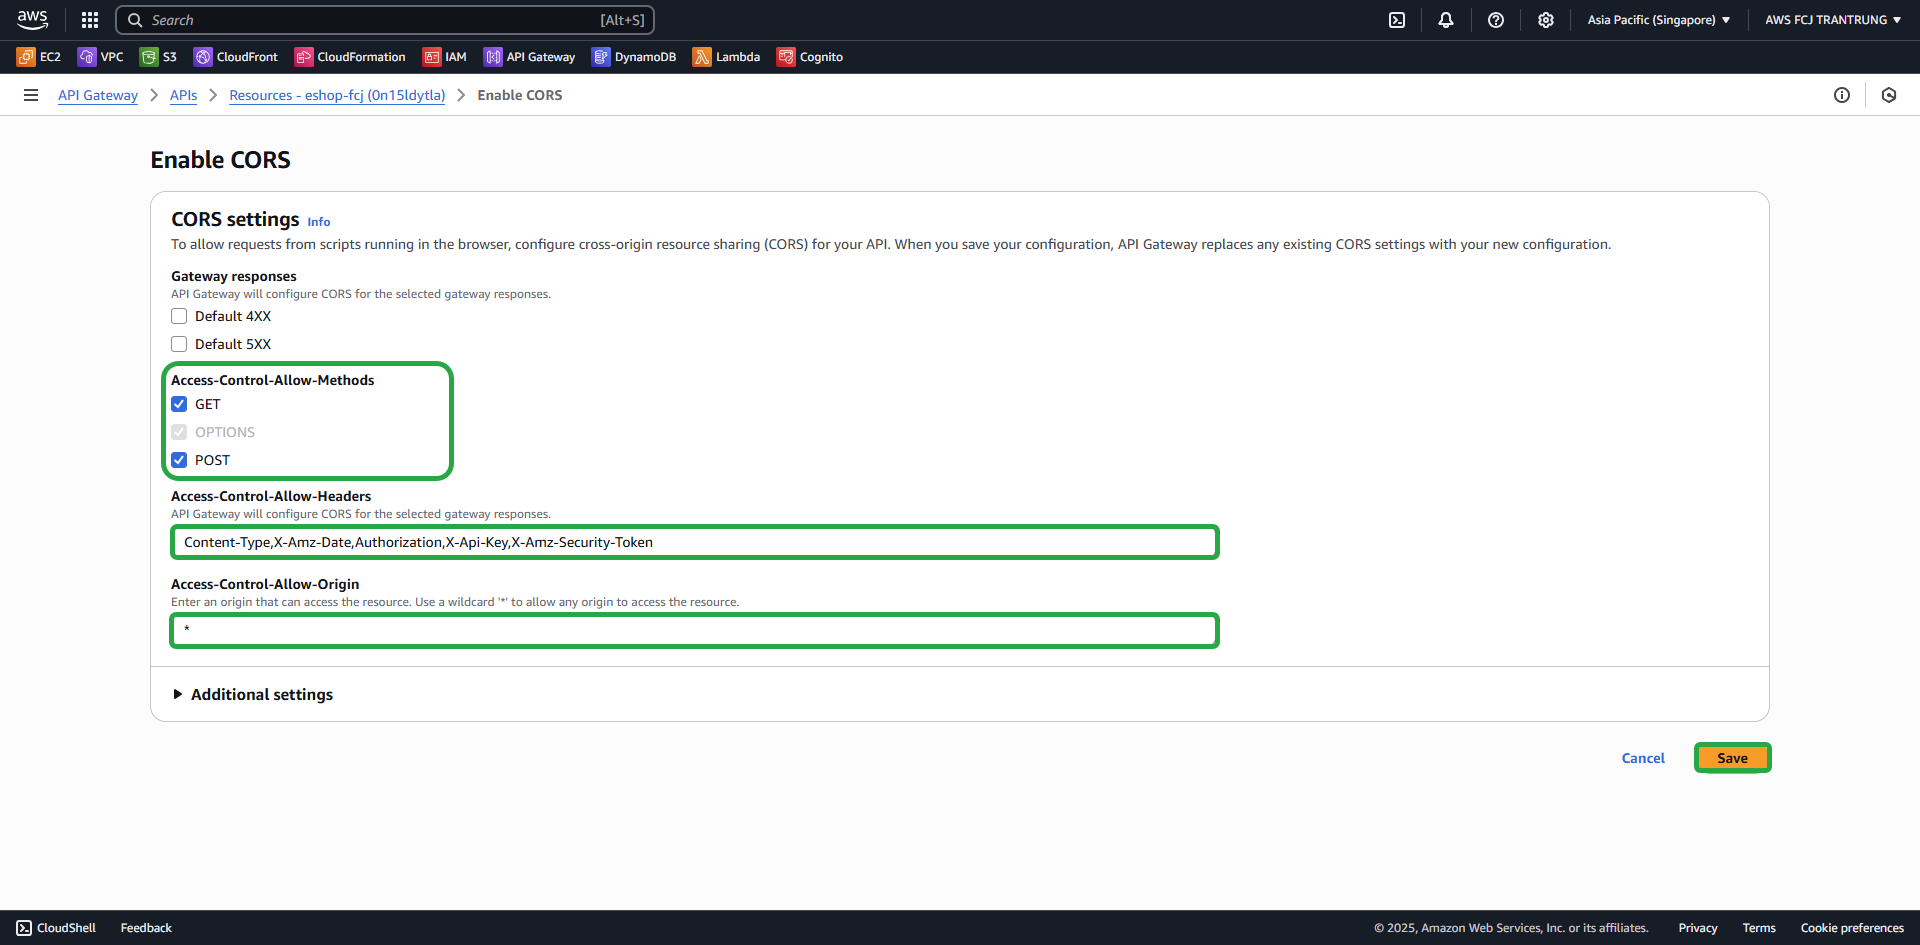 aws Search [Alt+S] Asia Pacific (Singapore) AWS FCJ TRANTRUNG
EC2 VPC S3 CloudFront CloudFormation IAM API Gateway DynamoDB Lambda Cognito
API Gateway APIs Resources - eshop-fcj (0n15ldytla) Enable CORS
Enable CORS
CORS settings Info
To allow requests from scripts running in the browser, configure cross-origin resource sharing (CORS) for your API. When you save your configuration, API Gateway replaces any existing CORS settings with your new configuration.
Gateway responses
API Gateway will configure CORS for the selected gateway responses.
Default 4XX
Default 5XX
Access-Control-Allow-Methods
GET
OPTIONS
POST
Access-Control-Allow-Headers
API Gateway will configure CORS for the selected gateway responses.
Content-Type,X-Amz-Date,Authorization,X-Api-Key,X-Amz-Security-Token
Access-Control-Allow-Origin
Enter an origin that can access the resource. Use a wildcard '*' to allow any origin to access the resource.
*
Additional settings
Cancel Save
CloudShell Feedback © 2025, Amazon Web Services, Inc. or its affiliates. Privacy Terms Cookie preferences